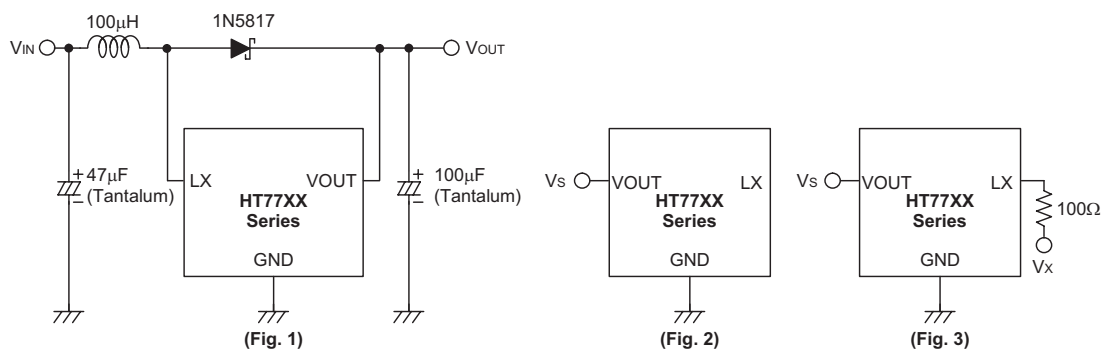 100μH
1N5817
VIN
VOUT
47μF
(Tantalum)
LX
VOUT
HT77XX
Series
GND
100μF
(Tantalum)
(Fig. 1)
VS
VOUT
LX
HT77XX
Series
GND
(Fig. 2)
VS
VOUT
LX
HT77XX
Series
GND
100Ω
VX
(Fig. 3)